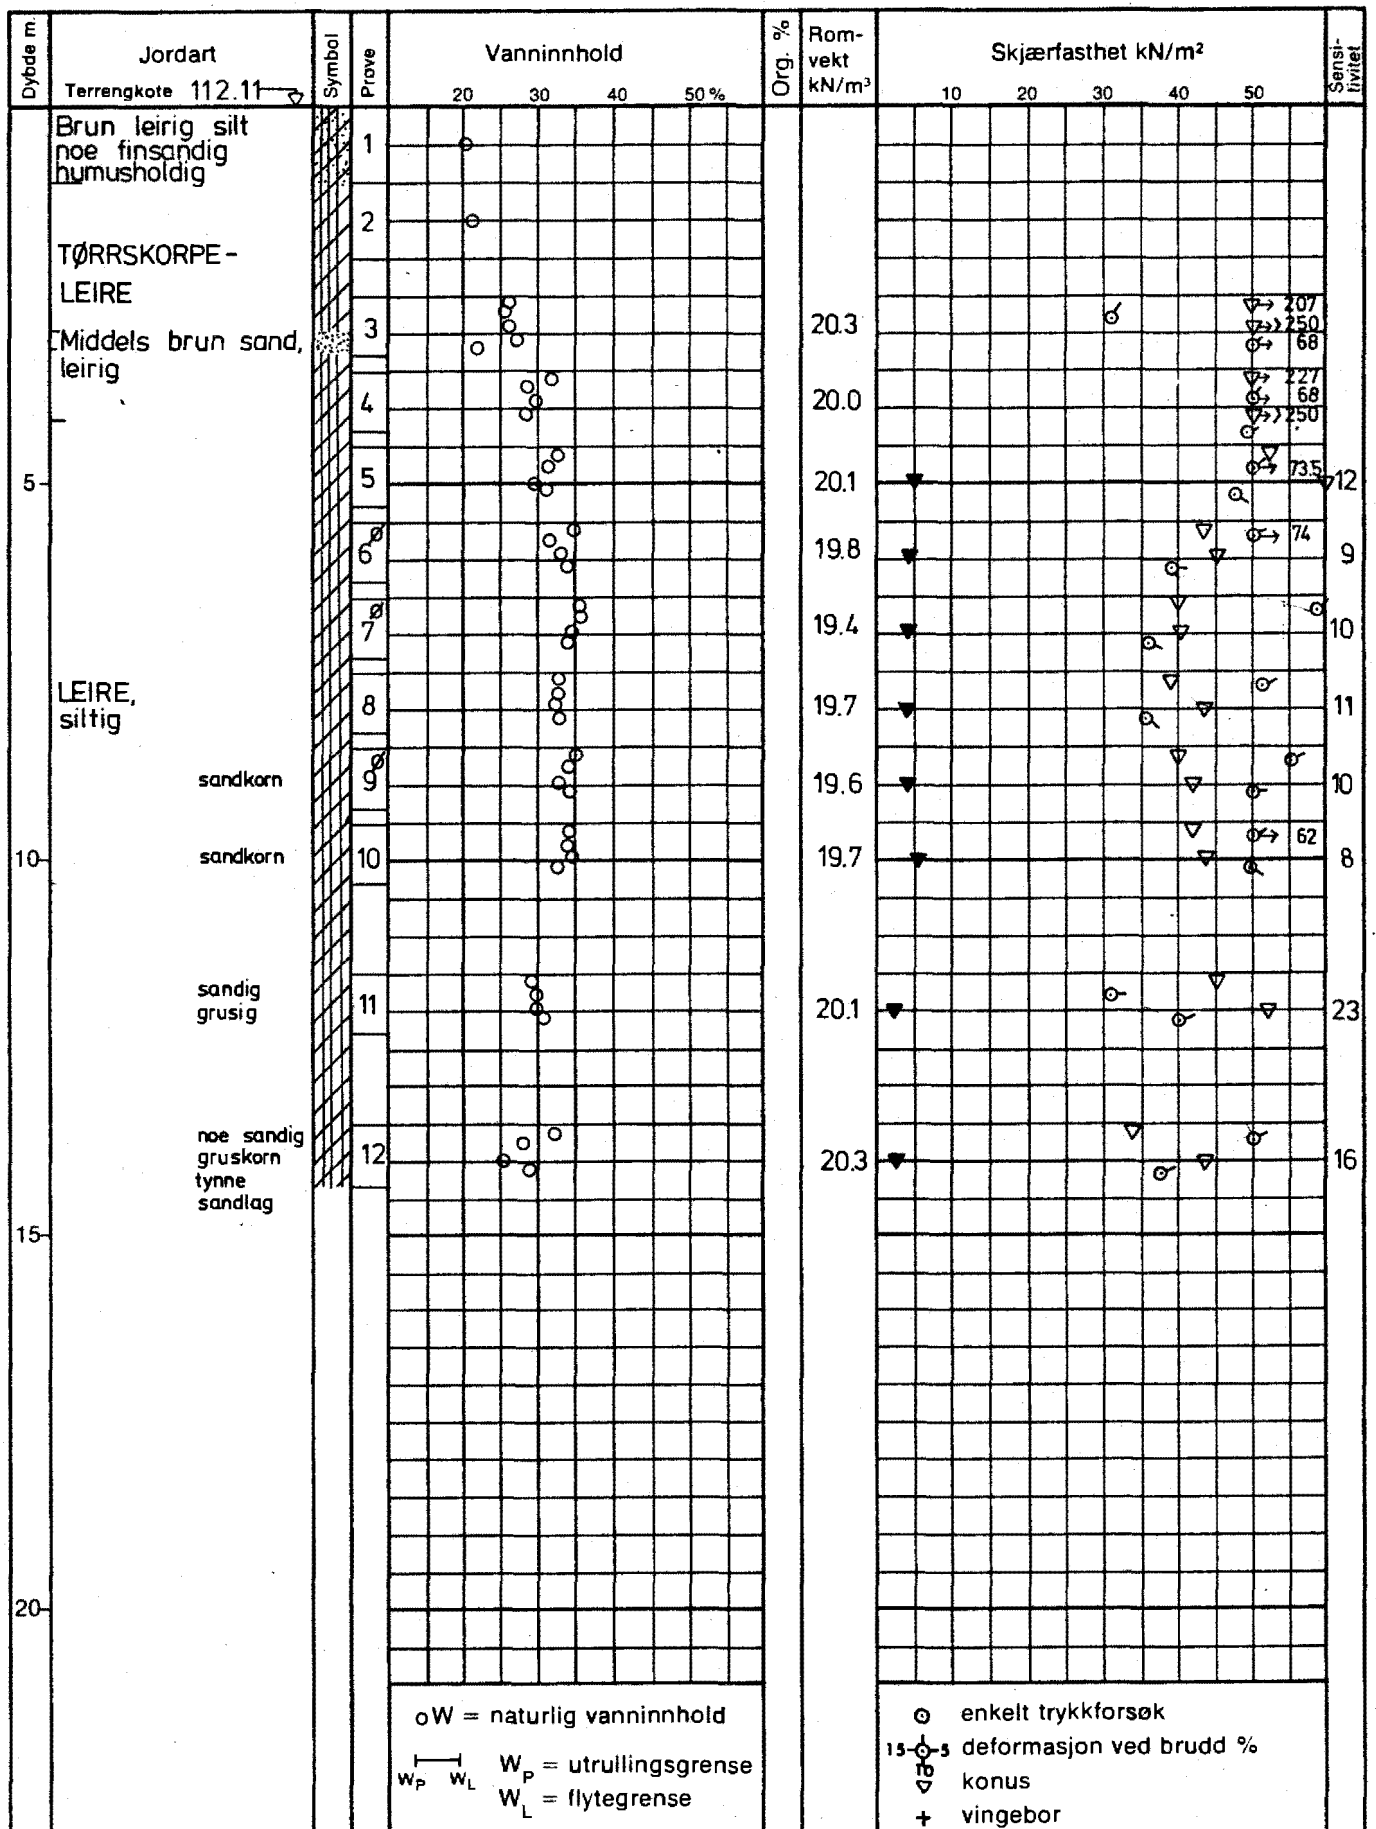 Dybde m.
Jordart
Terrengkote 112.11
Symbol
Prøve
Vanninnhold
20 30 40 50 %
Org. %
Rom-
vekt
kN/m³
Skjærfasthet kN/m²
10 20 30 40 50
Sensi-
tivitet
Brun leirig silt
noe finsandig
humusholdig
1
2
TØRRSKORPE-
LEIRE
207
3
20.3
>250
Middels brun sand,
leirig
68
227
4
20.0
68
>250
73.5
5
5
20.1
12
74
6
19.8
9
7
19.4
10
LEIRE,
siltig
8
19.7
11
sandkorn
9
19.6
10
62
10
sandkorn
10
19.7
8
sandig
grusig
11
20.1
23
noe sandig
gruskorn
tynne
sandlag
12
20.3
16
15
20
oW = naturlig vanninnhold
W_P W_L W_P = utrullingsgrense
W_L = flytegrense
enkelt trykkforsøk
15 5 deformasjon ved brudd %
10
konus
vingebor